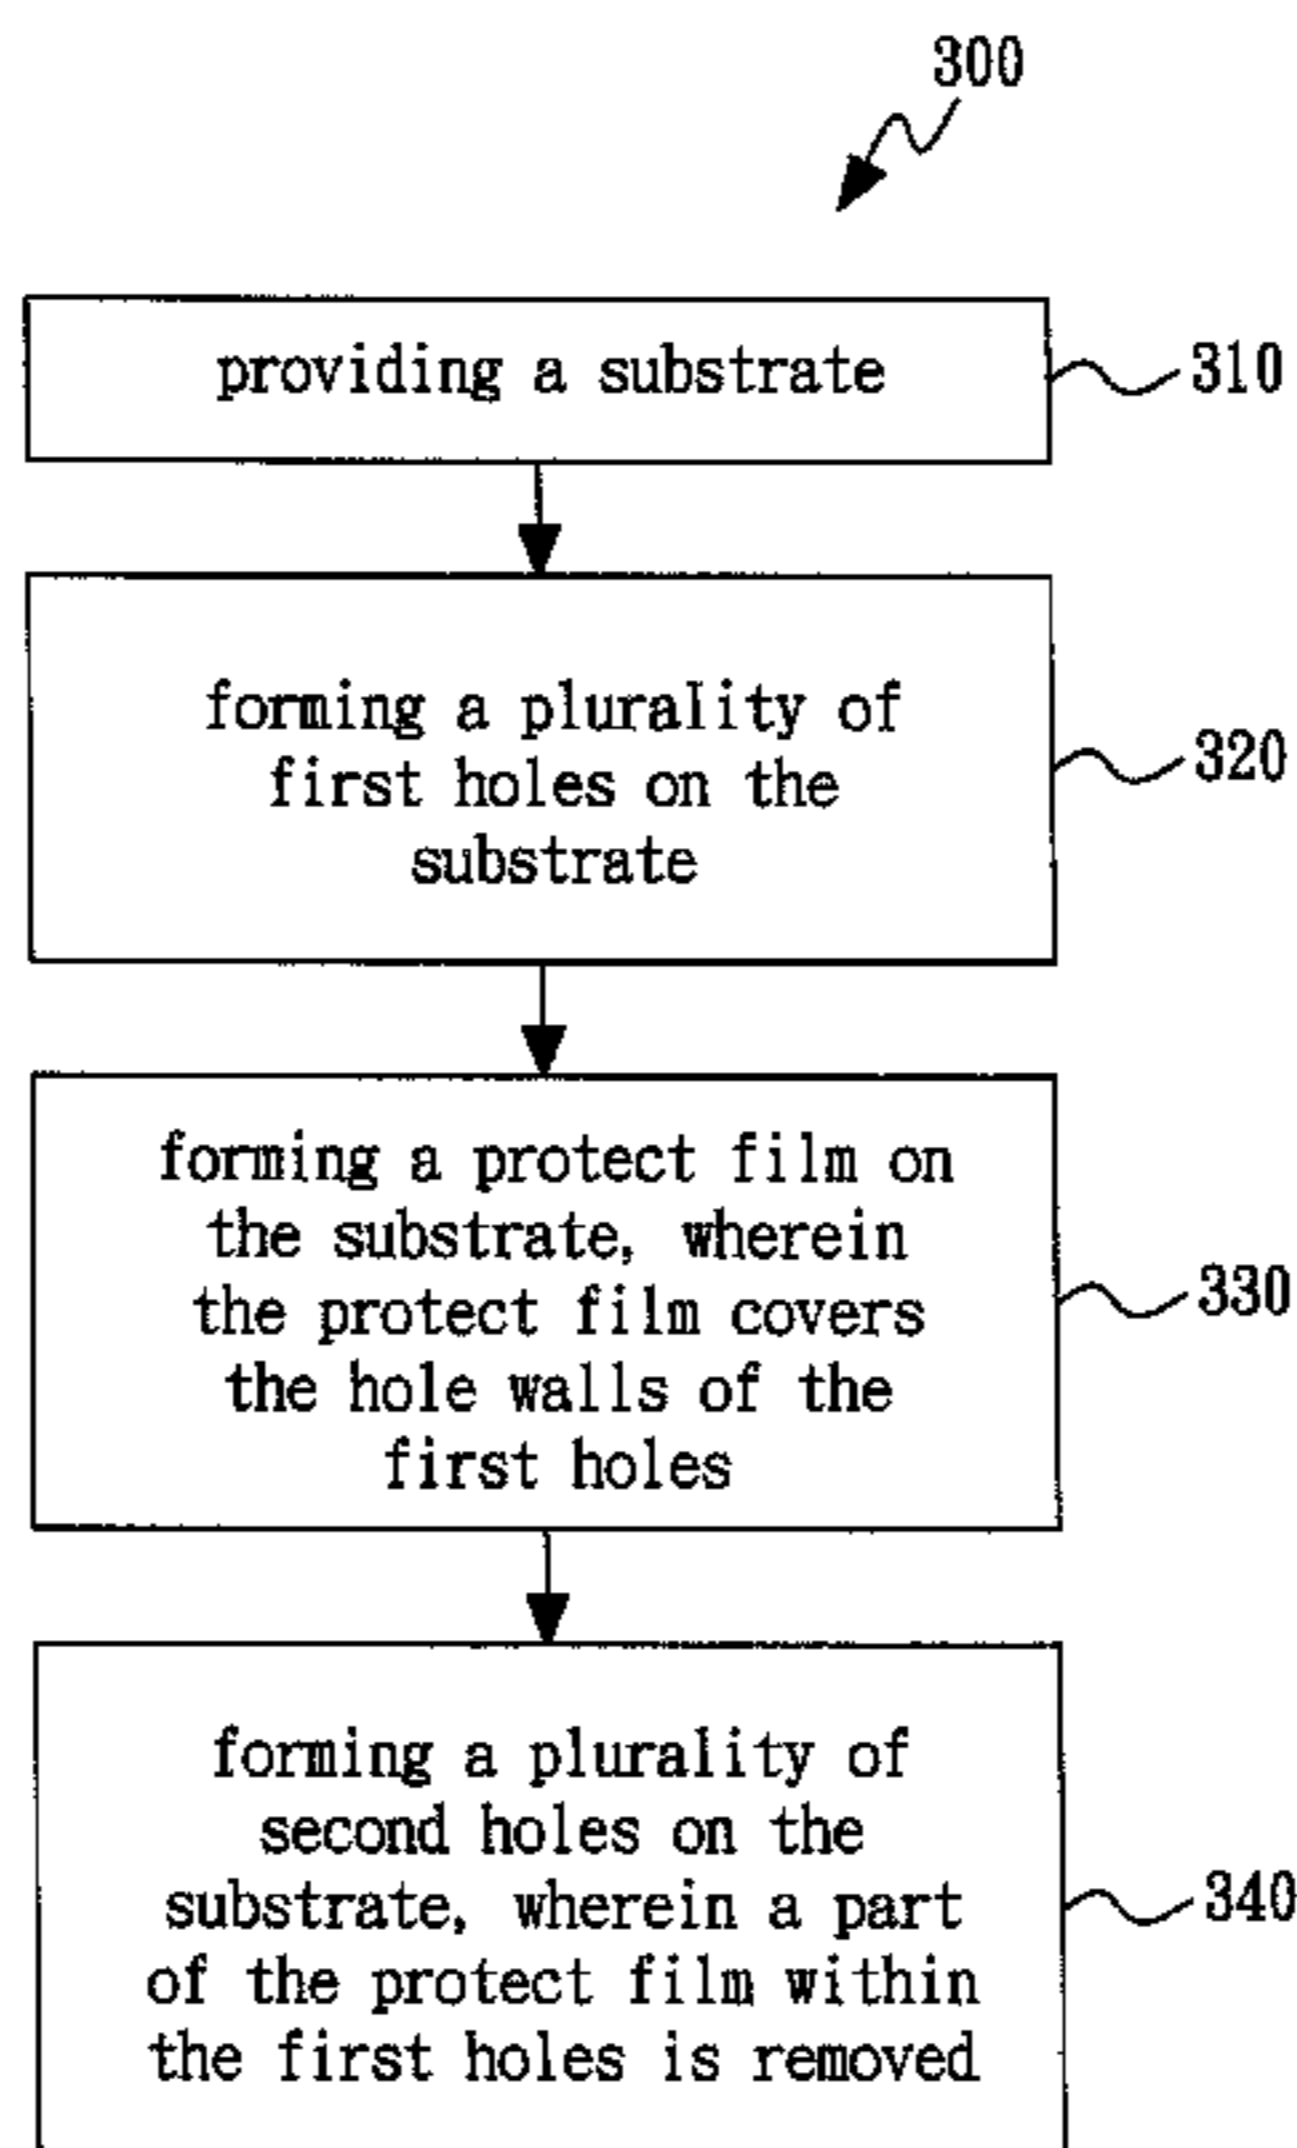 300
providing a substrate
310
forming a plurality of
first holes on the
substrate
320
forming a protect film on
the substrate, wherein
the protect film covers
the hole walls of the
first holes
330
forming a plurality of
second holes on the
substrate, wherein a part
of the protect film within
the first holes is removed
340